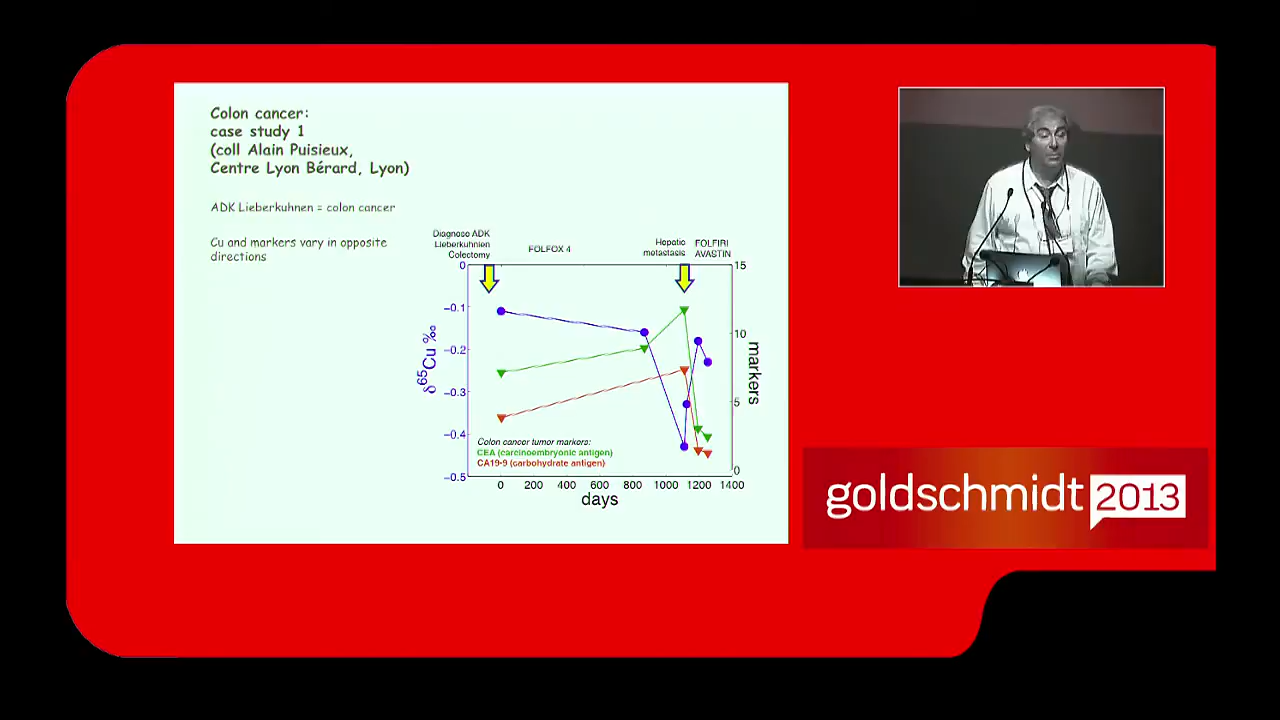 Colon cancer:
case study 1
(coll Alain Puisieux,
Centre Lyon Bérard, Lyon)
ADK Lieberkuhnen = colon cancer
Cu and markers vary in opposite
directions
Diagnose ADK
Lieberkuhnien
Colectomy
FOLFOX 4
Hepatic
metastasis
FOLFIRI
AVASTIN
0
−0.1
−0.2
−0.3
−0.4
−0.5
δ65Cu ‰
15
10
5
0
markers
Colon cancer tumor markers:
CEA (carcinoembryonic antigen)
CA19-9 (carbohydrate antigen)
0 200 400 600 800 1000 1200 1400
days
goldschmidt 2013